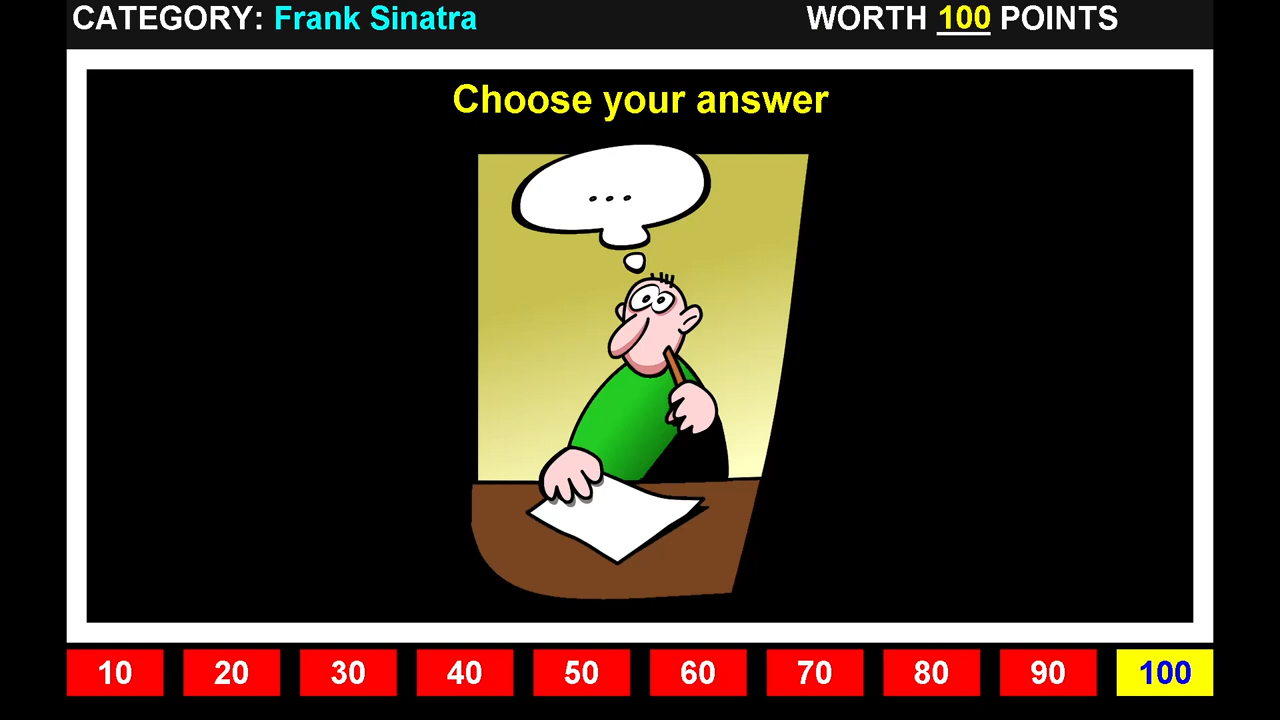 CATEGORY: Frank Sinatra WORTH 100 POINTS
Choose your answer
...
10 20 30 40 50 60 70 80 90 100